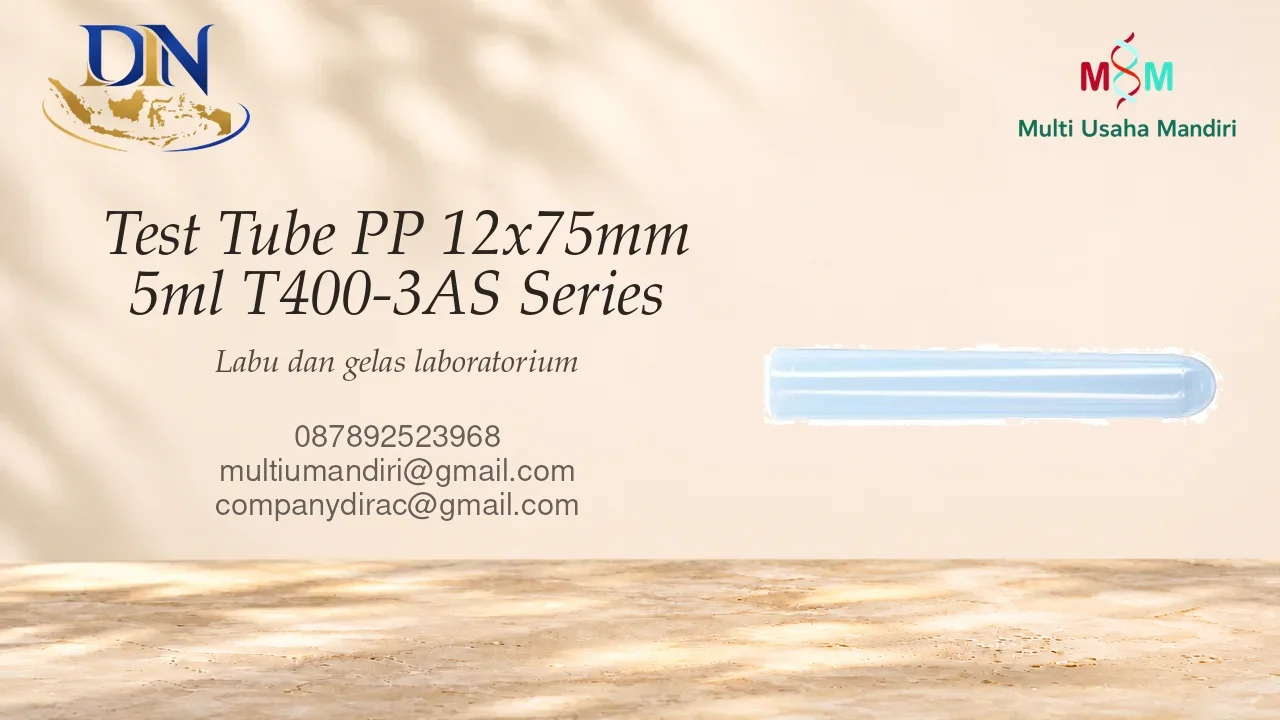 DN
M M
Multi Usaha Mandiri
Test Tube PP 12x75mm
5ml T400-3AS Series
Labu dan gelas laboratorium
087892523968
multiumandiri@gmail.com
companydirac@gmail.com